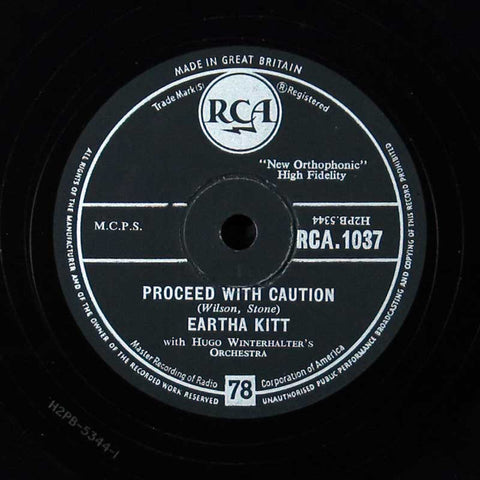 MADE IN GREAT BRITAIN
Trade Mark(S) ® Registered
RCA
"New Orthophonic"
High Fidelity
M.C.P.S.
H2PB.5344
RCA.1037
PROCEED WITH CAUTION
(Wilson, Stone)
EARTHA KITT
with HUGO WINTERHALTER'S
ORCHESTRA
Master Recording of Radio Corporation of America
78
ALL RIGHTS OF THE MANUFACTURER AND OF THE OWNER OF THE RECORDED WORK RESERVED
UNAUTHORISED PUBLIC PERFORMANCE BROADCASTING AND COPYING OF THIS RECORD PROHIBITED
H2PB-5344-1